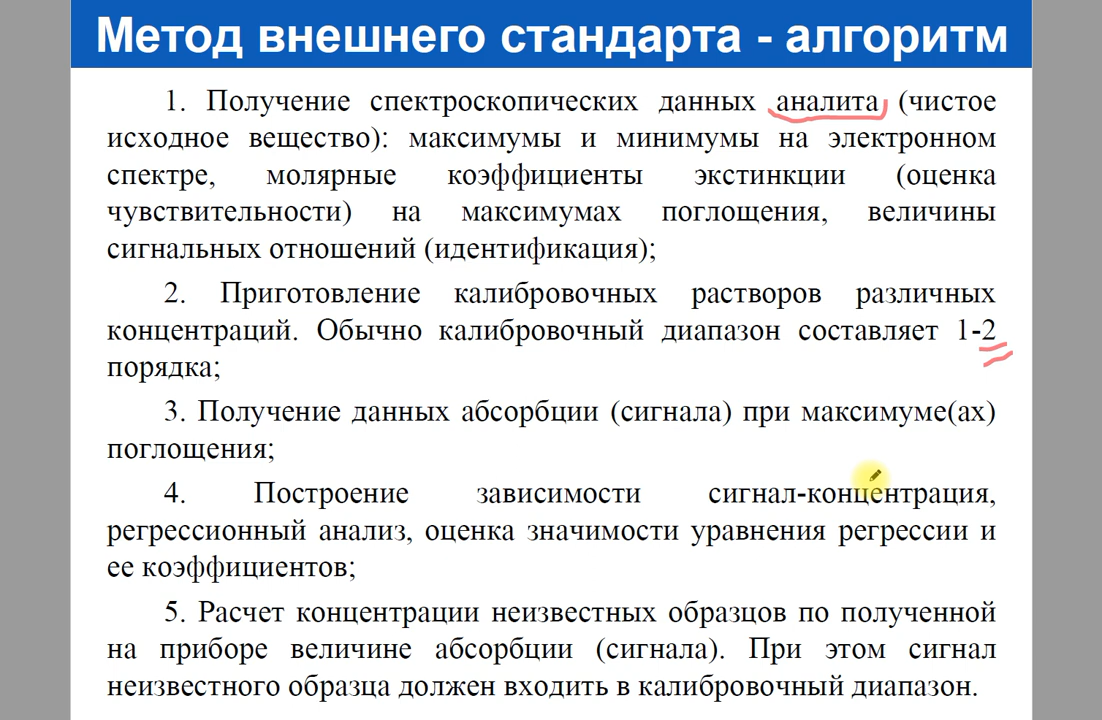 Метод внешнего стандарта - алгоритм
1. Получение спектроскопических данных аналита (чистое
исходное вещество): максимумы и минимумы на электронном
спектре, молярные коэффициенты экстинкции (оценка
чувствительности) на максимумах поглощения, величины
сигнальных отношений (идентификация);
2. Приготовление калибровочных растворов различных
концентраций. Обычно калибровочный диапазон составляет 1-2
порядка;
3. Получение данных абсорбции (сигнала) при максимуме(ах)
поглощения;
4. Построение зависимости сигнал-концентрация,
регрессионный анализ, оценка значимости уравнения регрессии и
ее коэффициентов;
5. Расчет концентрации неизвестных образцов по полученной
на приборе величине абсорбции (сигнала). При этом сигнал
неизвестного образца должен входить в калибровочный диапазон.